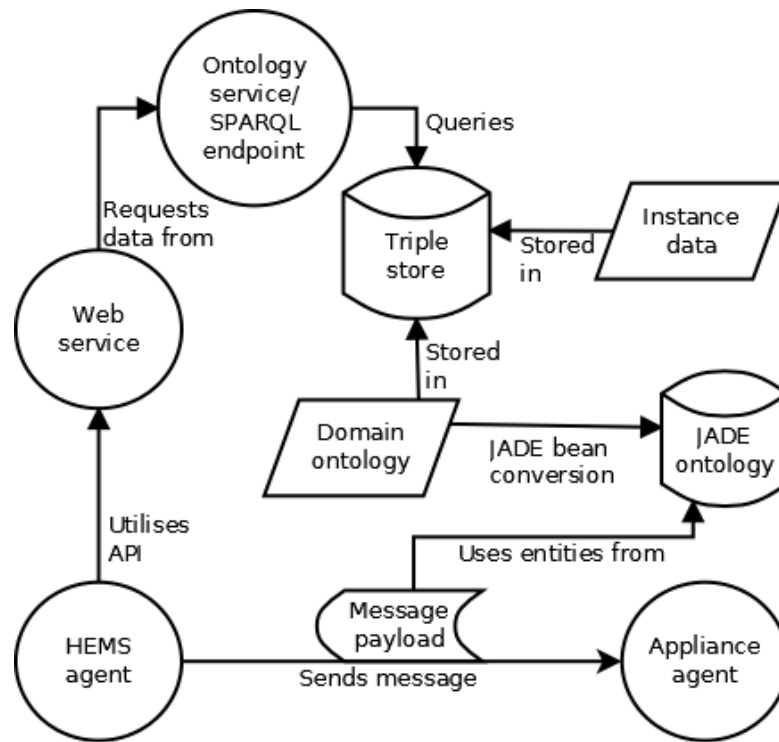 Ontology
service/
SPARQL
endpoint
Queries
Requests
data from
Triple
store
Instance
data
Stored
in
Web
service
Stored
in
Domain
ontology
JADE bean
conversion
JADE
ontology
Utilises
API
Uses entities from
Message
payload
HEMS
agent
Sends message
Appliance
agent